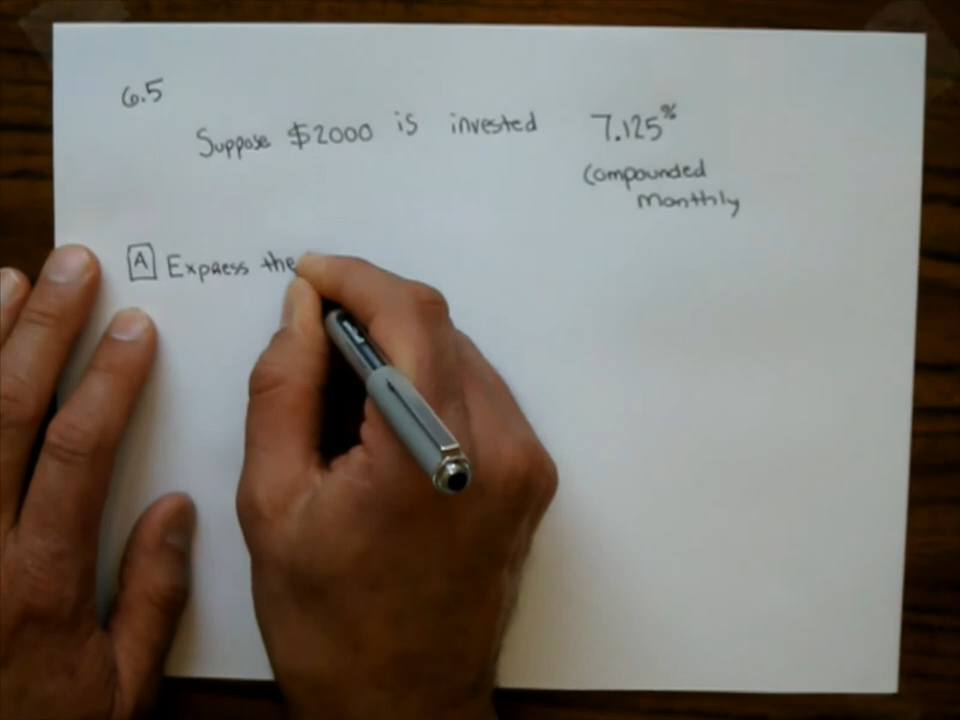 6.5
Suppose $2000 is invested 7.125%
Compounded
Monthly
A Express the